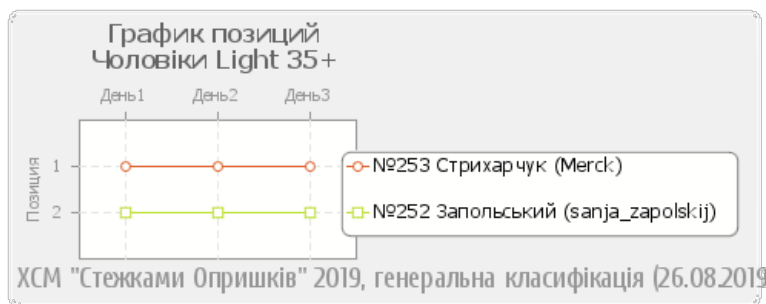 График позиций
Чоловіки Light 35+
День1 День2 День3
Позиция
1
2
№253 Стрихарчук (Merck)
№252 Запольський (sanja_zapolskij)
ХСМ "Стежками Опришків" 2019, генеральна класифікація (26.08.2019